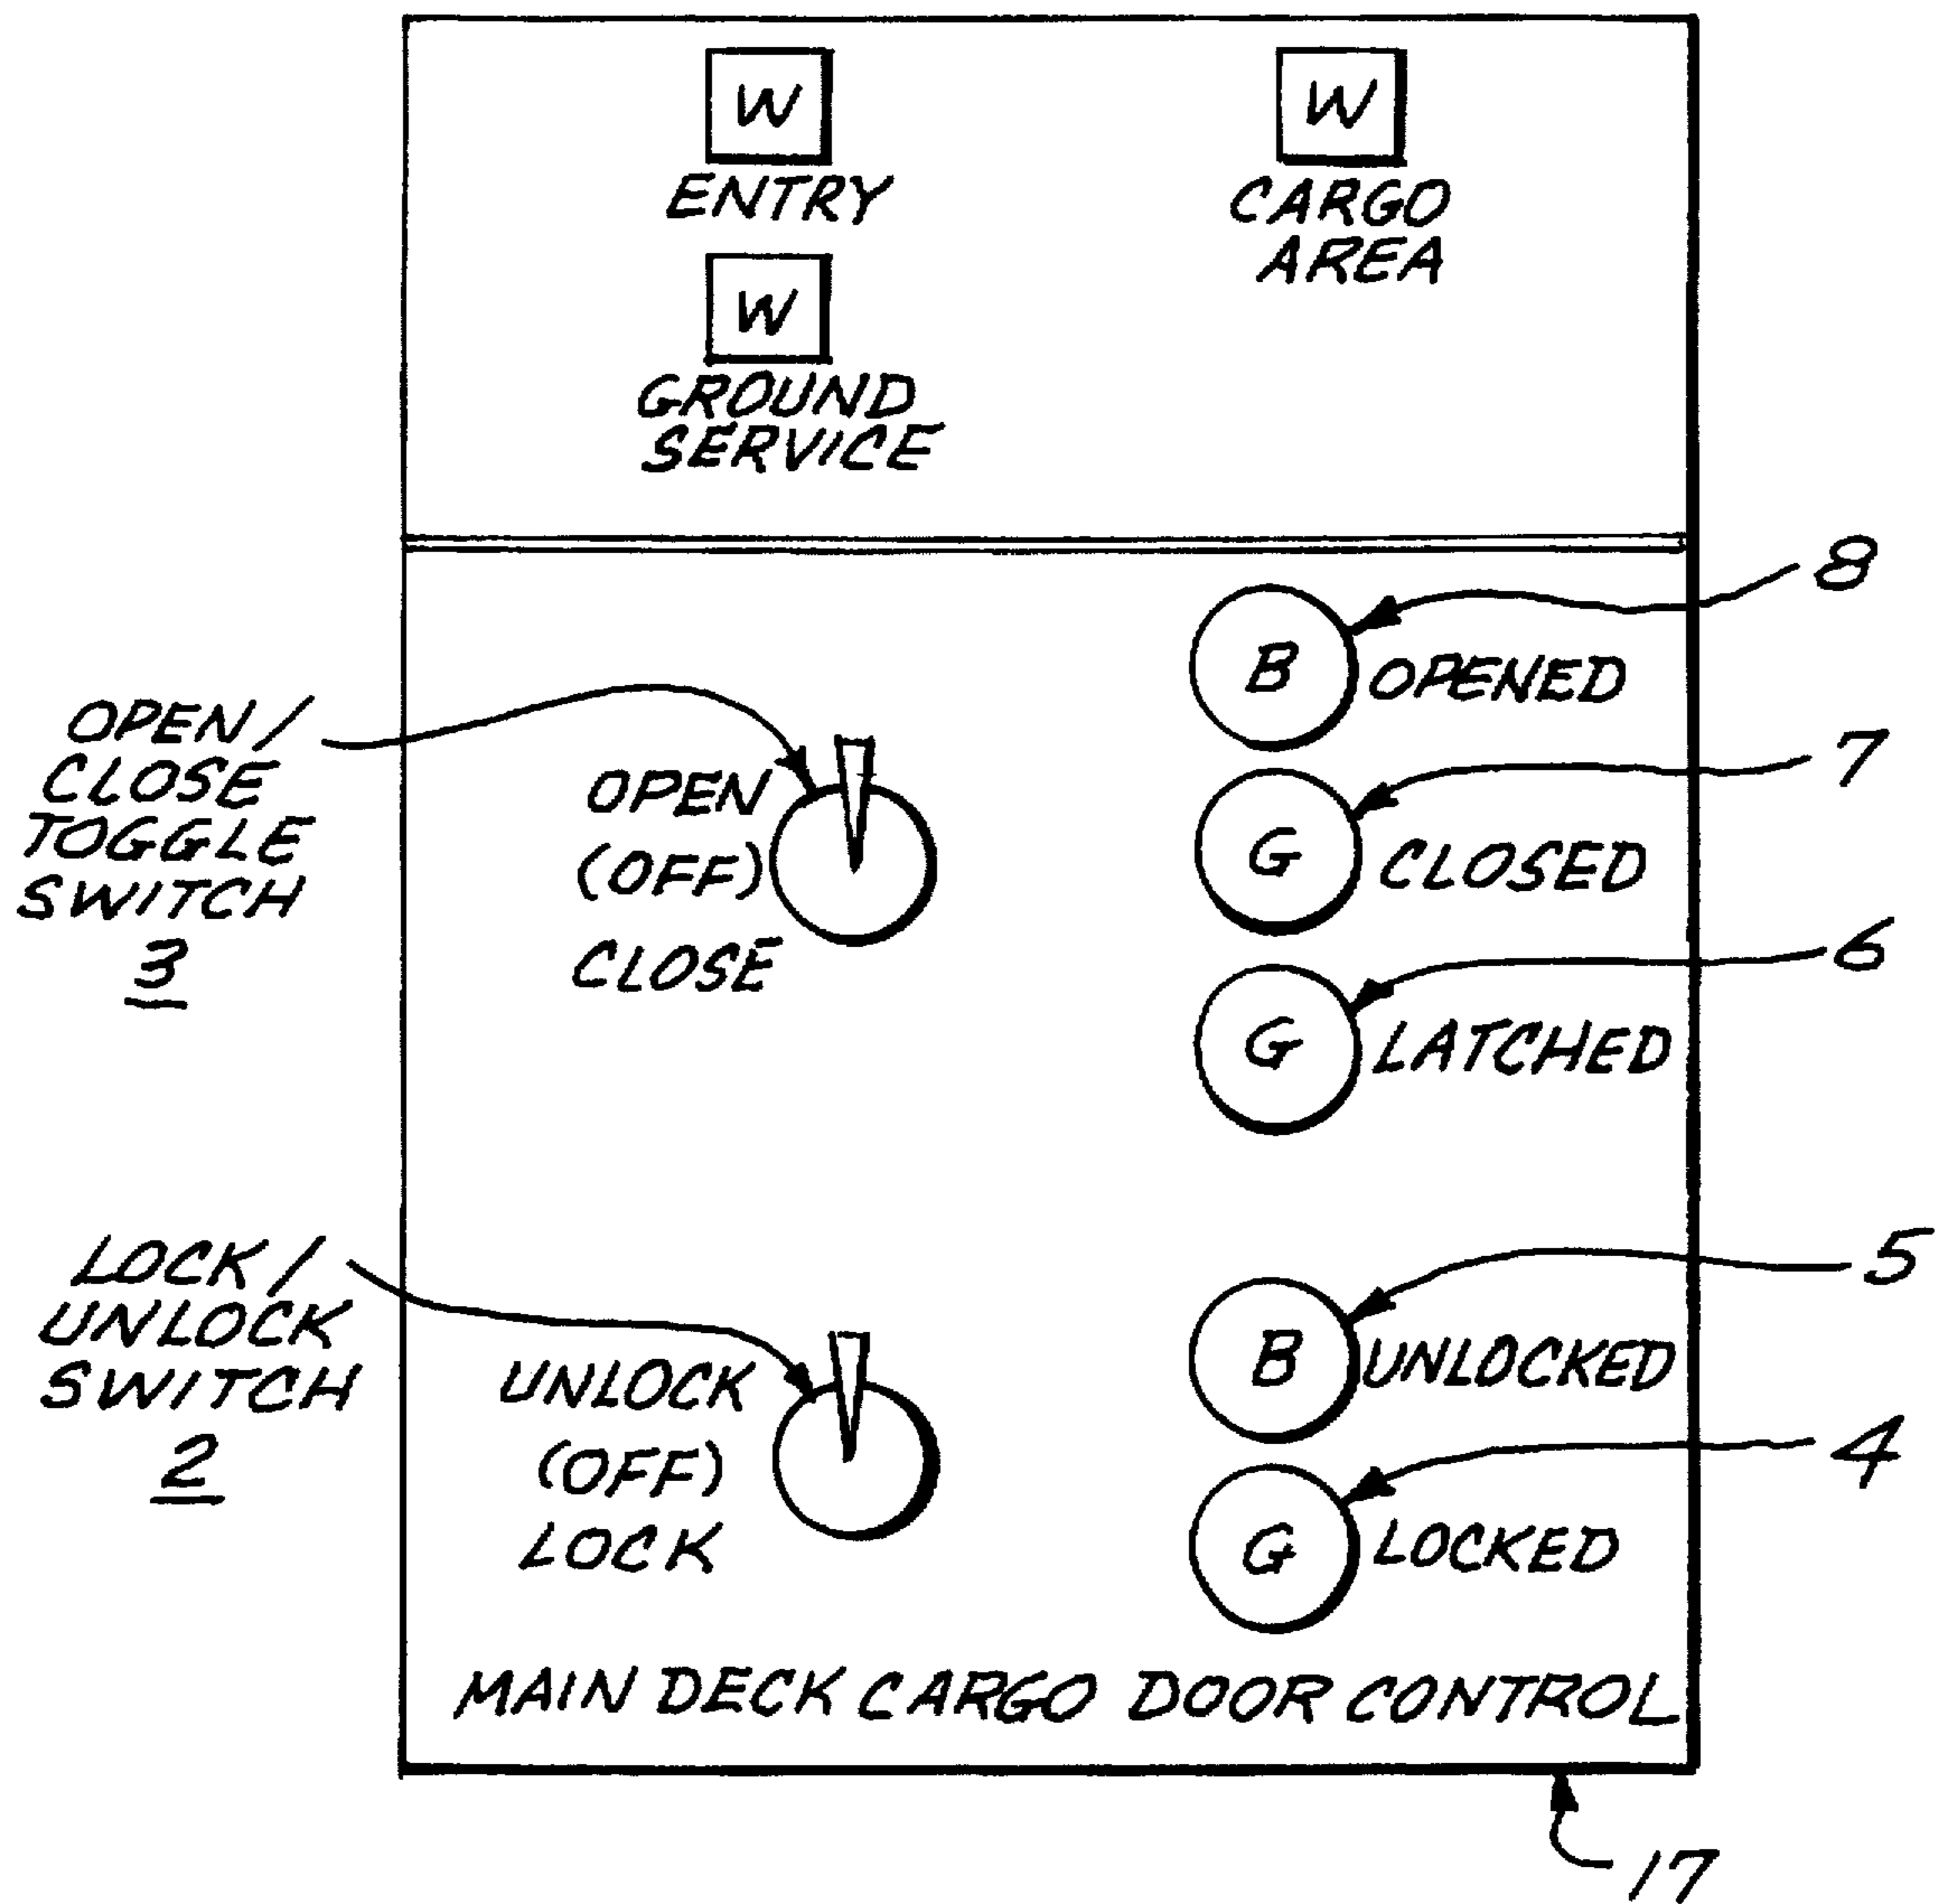 W
ENTRY
W
CARGO
AREA
W
GROUND
SERVICE
8
B OPENED
OPEN /
CLOSE
TOGGLE
SWITCH
3
OPEN
(OFF)
CLOSE
7
G CLOSED
6
G LATCHED
LOCK /
UNLOCK
SWITCH
2
UNLOCK
(OFF)
LOCK
5
B UNLOCKED
4
G LOCKED
MAIN DECK CARGO DOOR CONTROL
17